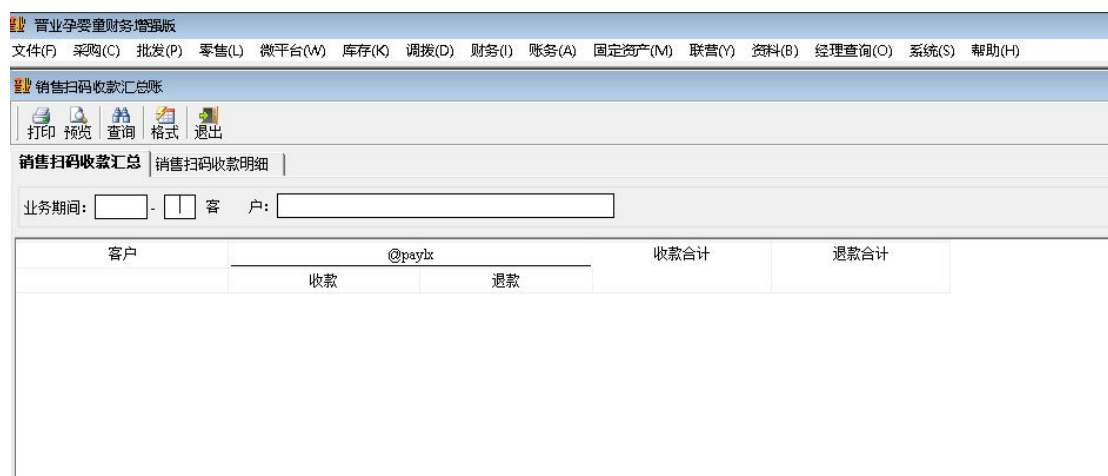 晋业孕婴童财务增强版
文件(F) 采购(C) 批发(P) 零售(L) 微平台(W) 库存(K) 调拨(D) 财务(I) 账务(A) 固定资产(M) 联营(Y) 资料(B) 经理查询(O) 系统(S) 帮助(H)
销售扫码收款汇总账
打印 预览 查询 格式 退出
销售扫码收款汇总 销售扫码收款明细
业务期间: - 客 户:
客户 @paylx 收款合计 退款合计
收款 退款